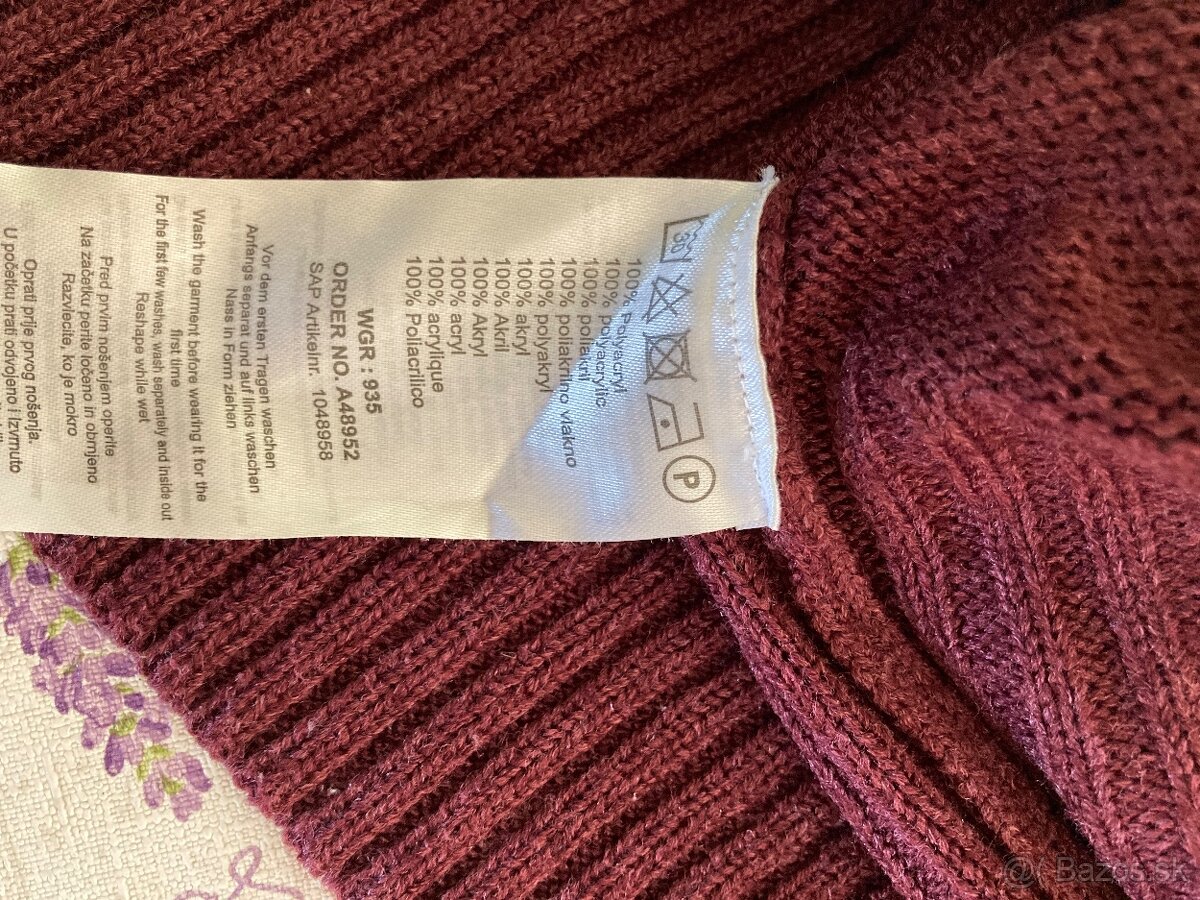 30
P
100% Polyacryl
100% Polyacrylic
100% poliakril
100% poliakrilno vlakno
100% polyakryl
100% akryl
100% Akril
100% Akryl
100% acryl
100% acrylique
100% Poliacrilico
WGR : 935
ORDER NO. A48952
SAP Artikelnr. 1048958
Vor dem ersten Tragen waschen
Anfangs separat und auf links waschen
Nass in Form ziehen
Wash the garment before wearing it for the
first time
For the first few washes, wash separately and inside out
Reshape while wet
Pred prvim nošenjem operite
Na začetku perite ločeno in obrnjeno
Razvlecite, ko je mokro
Oprati prije prvog nošenja.
U početku prati odvojeno i izvrnuto
@ Bazos.sk